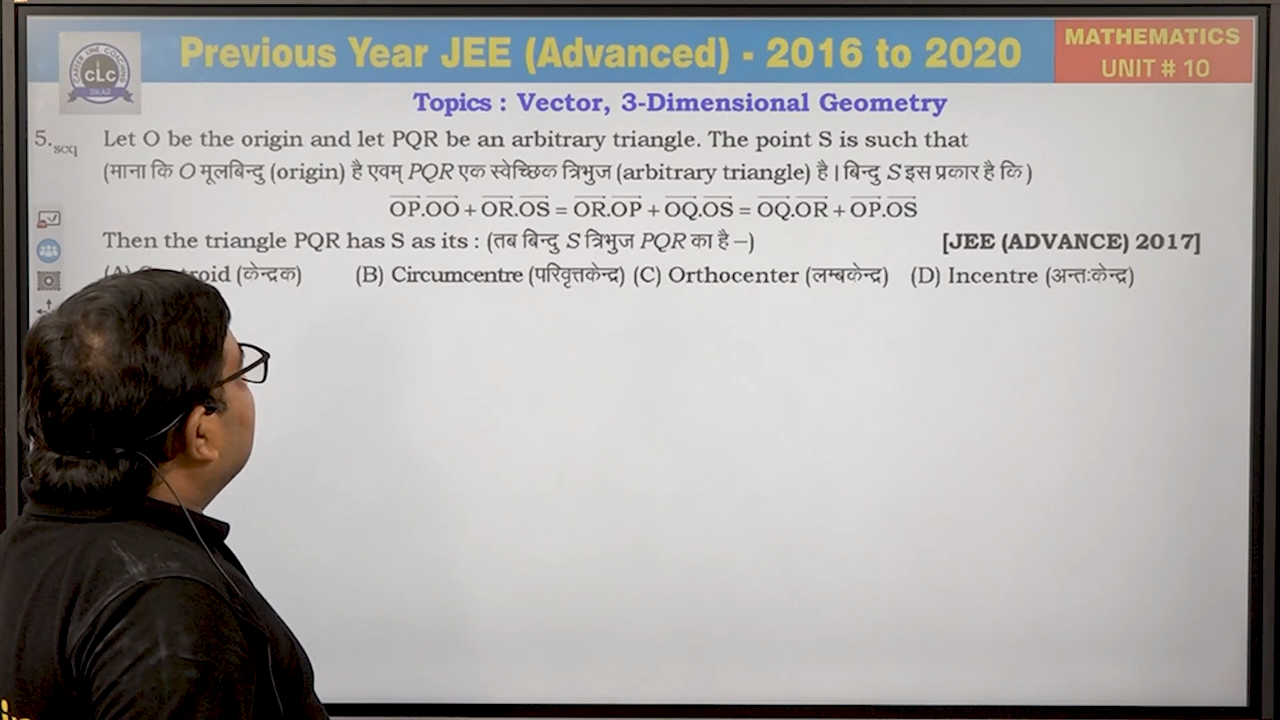 Previous Year JEE (Advanced) - 2016 to 2020
MATHEMATICS
UNIT # 10
CLC
SIKAR
Topics : Vector, 3-Dimensional Geometry
5.scq Let O be the origin and let PQR be an arbitrary triangle. The point S is such that
(माना कि O मूलबिन्दु (origin) है एवम् PQR एक स्वेच्छिक त्रिभुज (arbitrary triangle) है। बिन्दु S इस प्रकार है कि)
OP.OO + OR.OS = OR.OP + OQ.OS = OQ.OR + OP.OS
Then the triangle PQR has S as its : (तब बिन्दु S त्रिभुज PQR का है –) [JEE (ADVANCE) 2017]
(केन्द्रक) (B) Circumcentre (परिवृत्तकेन्द्र) (C) Orthocenter (लम्बकेन्द्र) (D) Incentre (अन्तःकेन्द्र)